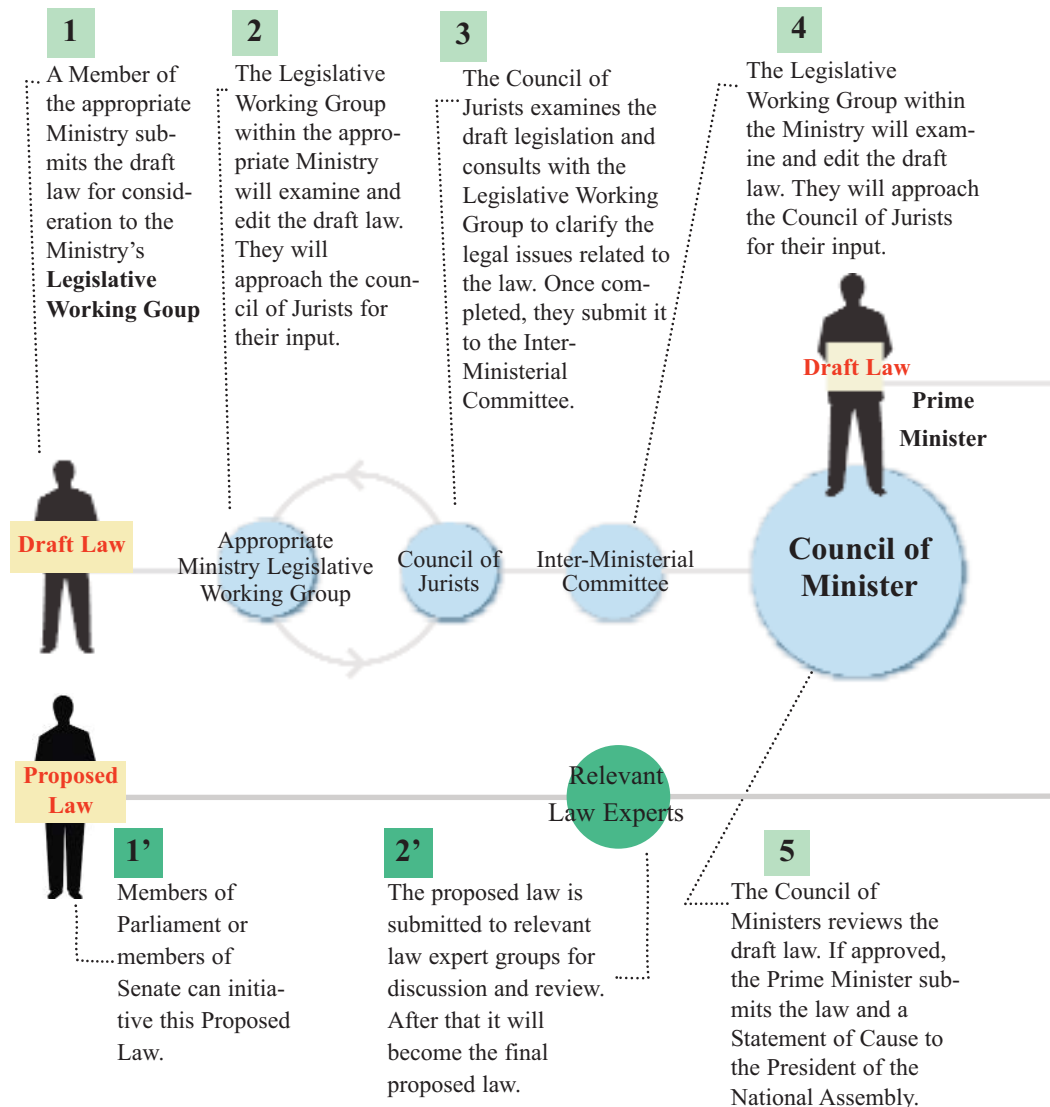 1
A Member of
the appropriate
Ministry sub-
mits the draft
law for consid-
eration to the
Ministry’s
Legislative
Working Goup
2
The Legislative
Working Group
within the appro-
priate Ministry
will examine and
edit the draft law.
They will
approach the coun-
cil of Jurists for
their input.
3
The Council of
Jurists examines the
draft legislation and
consults with the
Legislative Working
Group to clarify the
legal issues related to
the law. Once com-
pleted, they submit it
to the Inter-
Ministerial
Committee.
4
The Legislative
Working Group within
the Ministry will exam-
ine and edit the draft
law. They will approach
the Council of Jurists
for their input.
Draft Law
Prime
Minister
Draft Law
Appropriate
Ministry Legislative
Working Group
Council of
Jurists
Inter-Ministerial
Committee
Council of
Minister
Proposed
Law
Relevant
Law Experts
1’
Members of
Parliament or
members of
Senate can initia-
tive this Proposed
Law.
2’
The proposed law is
submitted to relevant
law expert groups for
discussion and review.
After that it will
become the final
proposed law.
5
The Council of
Ministers reviews the
draft law. If approved,
the Prime Minister sub-
mits the law and a
Statement of Cause to
the President of the
National Assembly.